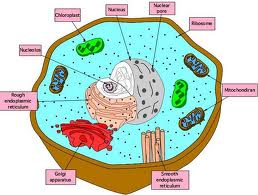 Nucleus
Nuclear
pore
Chloroplast
Ribosome
Nucleolus
Mitochondrion
Rough
endoplasmic
reticulum
Golgi
apparatus
Smooth
endoplasmic
reticulum